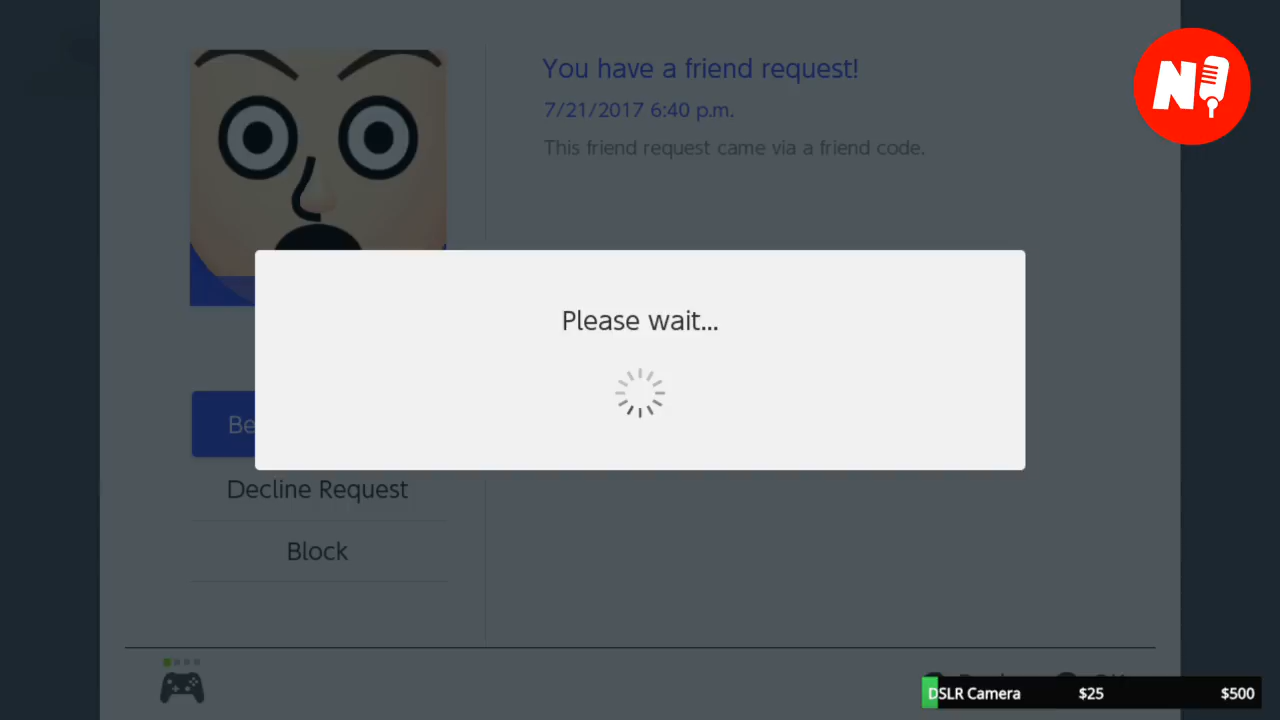 You have a friend request!
7/21/2017 6:40 p.m.
This friend request came via a friend code.
Please wait...
Be
Decline Request
Block
DSLR Camera $25 $500